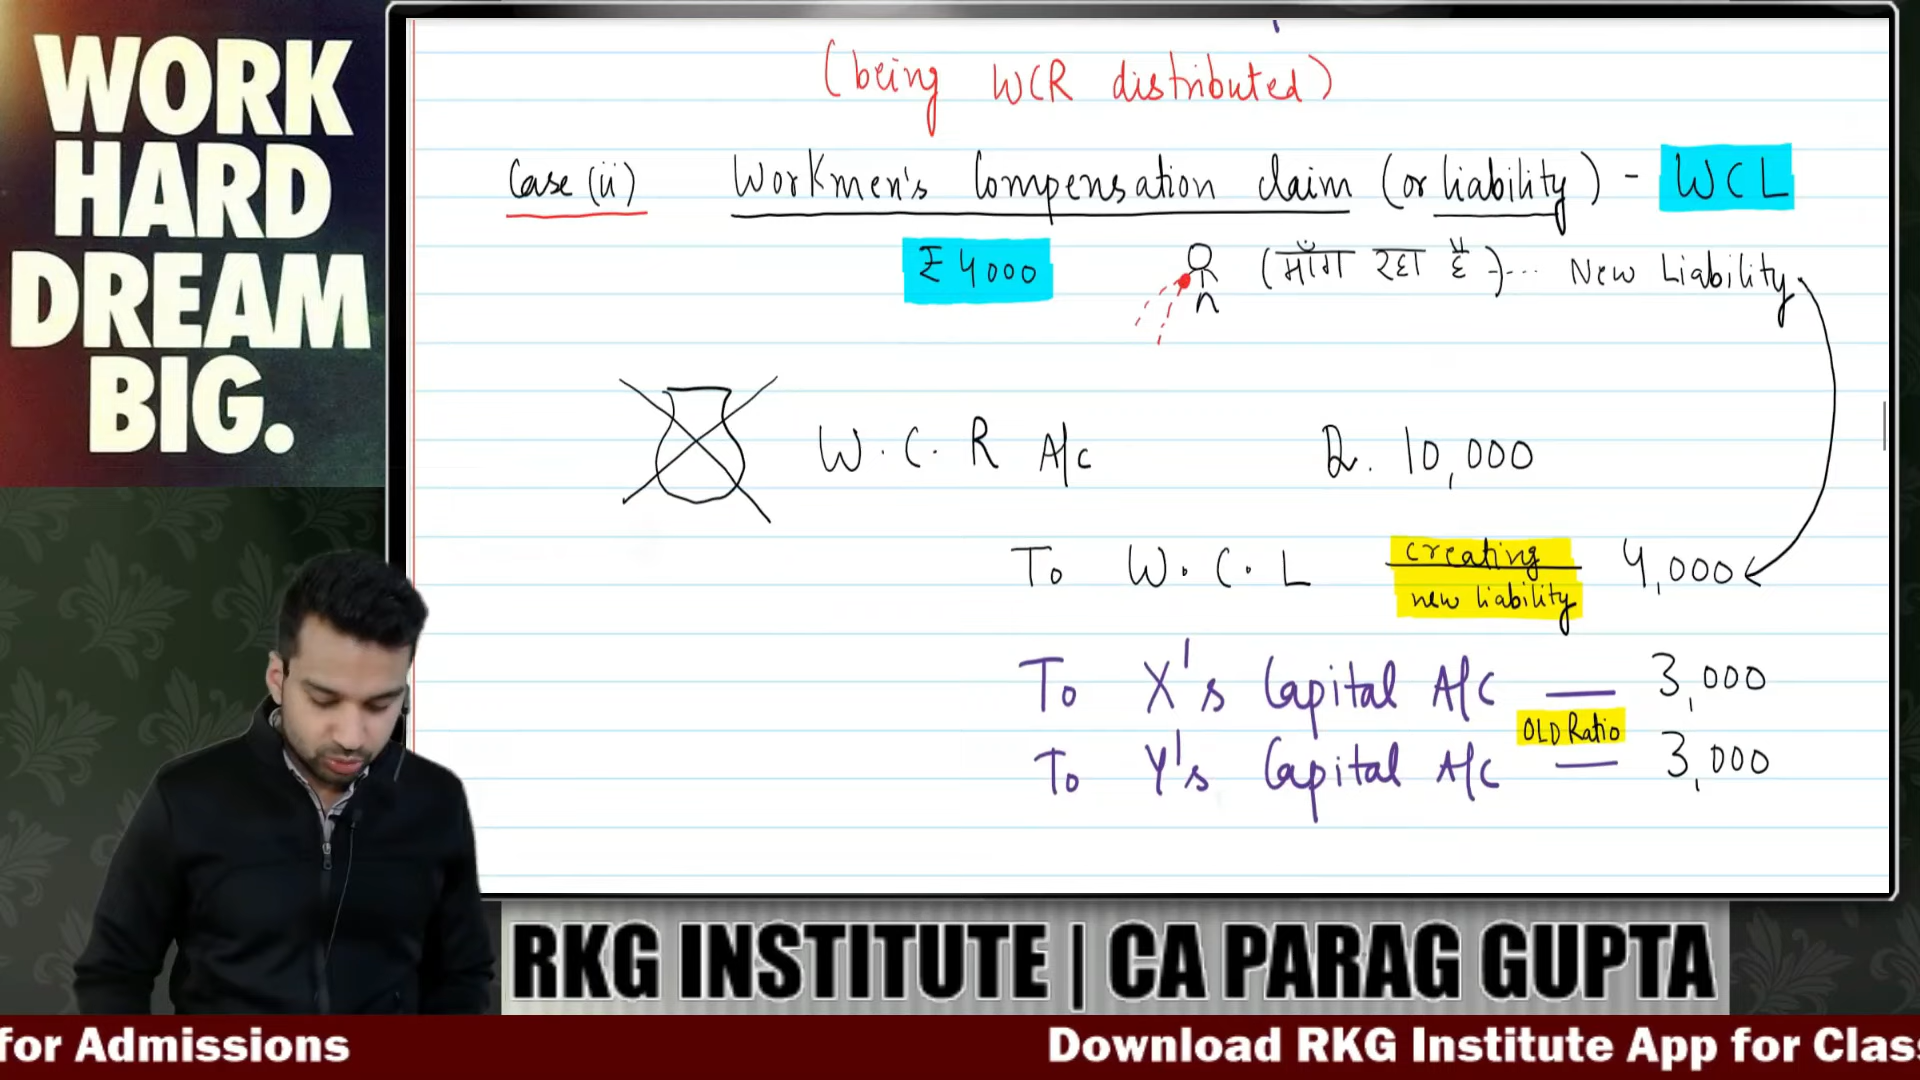 WORK
HARD
DREAM
BIG.
(being WCR distributed)
Case (ii) Workmen's Compensation claim (or liability) - WCL
₹ 4000 (माँग रहा है)... New Liability
W.C.R A/c Dr. 10,000
To W.C.L creating new liability 4,000
To X's Capital A/c 3,000
OLD Ratio
To Y's Capital A/c 3,000
RKG INSTITUTE | CA PARAG GUPTA
for Admissions Download RKG Institute App for Clas